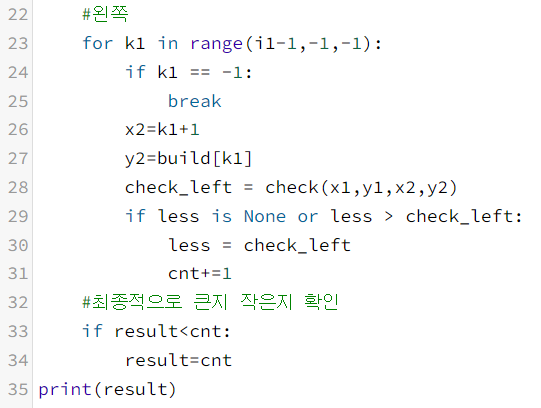 22     #왼쪽
23     for k1 in range(i1-1,-1,-1):
24         if k1 == -1:
25             break
26         x2=k1+1
27         y2=build[k1]
28         check_left = check(x1,y1,x2,y2)
29         if less is None or less > check_left:
30             less = check_left
31             cnt+=1
32     #최종적으로 큰지 작은지 확인
33     if result<cnt:
34         result=cnt
35 print(result)